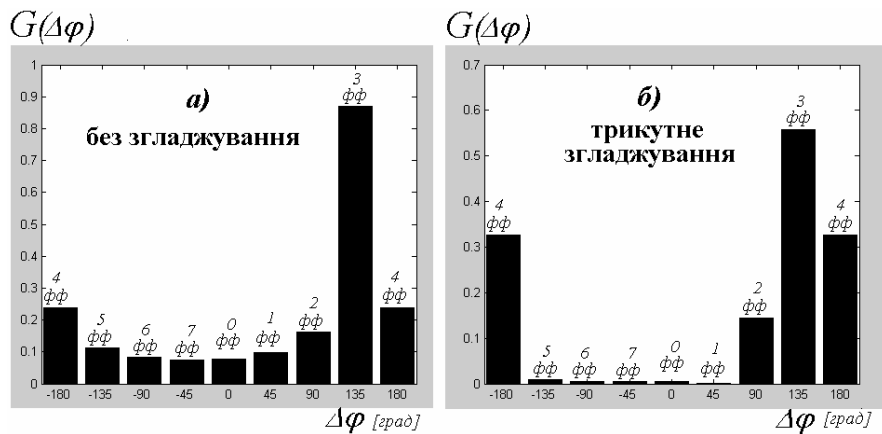 G(Δφ)
а)
без згладжування
1
0.9
0.8
0.7
0.6
0.5
0.4
0.3
0.2
0.1
0
4
фф
5
фф
6
фф
7
фф
0
фф
1
фф
2
фф
3
фф
4
фф
-180 -135 -90 -45 0 45 90 135 180
Δφ [град]
G(Δφ)
б)
трикутне
згладжування
0.7
0.6
0.5
0.4
0.3
0.2
0.1
0
4
фф
5
фф
6
фф
7
фф
0
фф
1
фф
2
фф
3
фф
4
фф
-180 -135 -90 -45 0 45 90 135 180
Δφ [град]